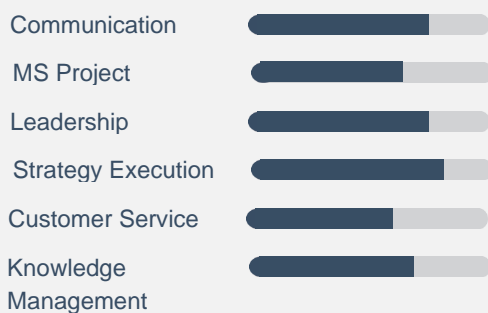 Communication
MS Project
Leadership
Strategy Execution
Customer Service
Knowledge
Management